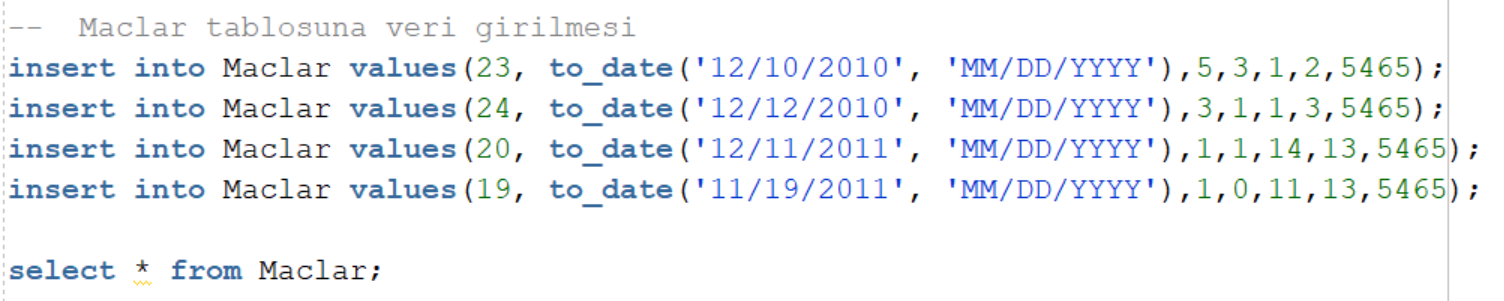 --  Maclar tablosuna veri girilmesi
insert into Maclar values(23, to_date('12/10/2010', 'MM/DD/YYYY'),5,3,1,2,5465);
insert into Maclar values(24, to_date('12/12/2010', 'MM/DD/YYYY'),3,1,1,3,5465);
insert into Maclar values(20, to_date('12/11/2011', 'MM/DD/YYYY'),1,1,14,13,5465);
insert into Maclar values(19, to_date('11/19/2011', 'MM/DD/YYYY'),1,0,11,13,5465);
select * from Maclar;